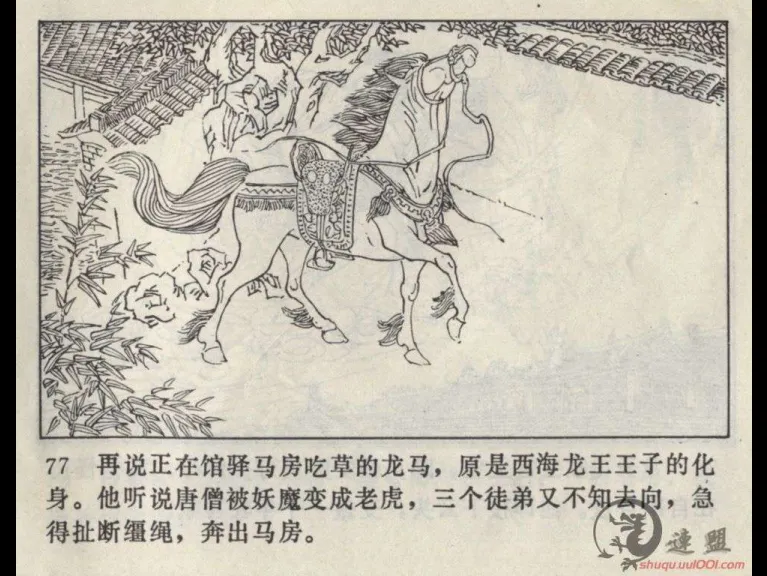 77 再说正在馆驿马房吃草的龙马，原是西海龙王王子的化
身。他听说唐僧被妖魔变成老虎，三个徒弟又不知去向，急
得扯断缰绳，奔出马房。
連盟
shuqu.uu1001.com